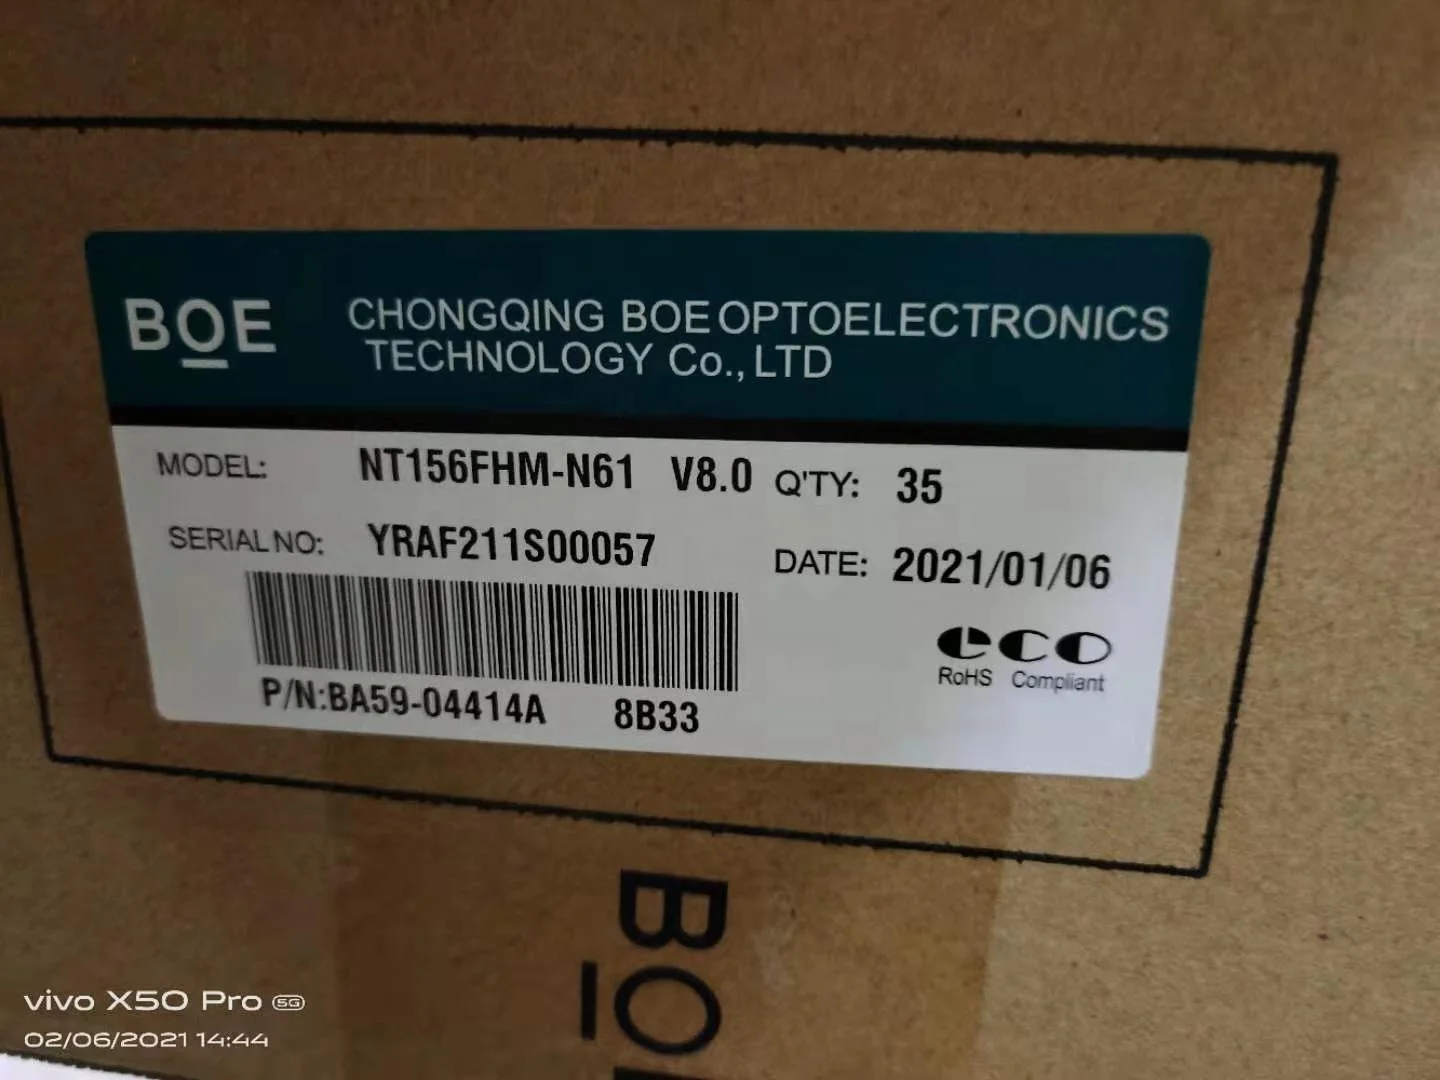 BOE
CHONGQING BOE OPTOELECTRONICS
TECHNOLOGY Co., LTD
MODEL: NT156FHM-N61 V8.0 Q'TY: 35
SERIAL NO: YRAF211S00057
DATE: 2021/01/06
eco
RoHS Compliant
P/N:BA59-04414A 8B33
BOE
vivo X50 Pro 5G
02/06/2021 14:44